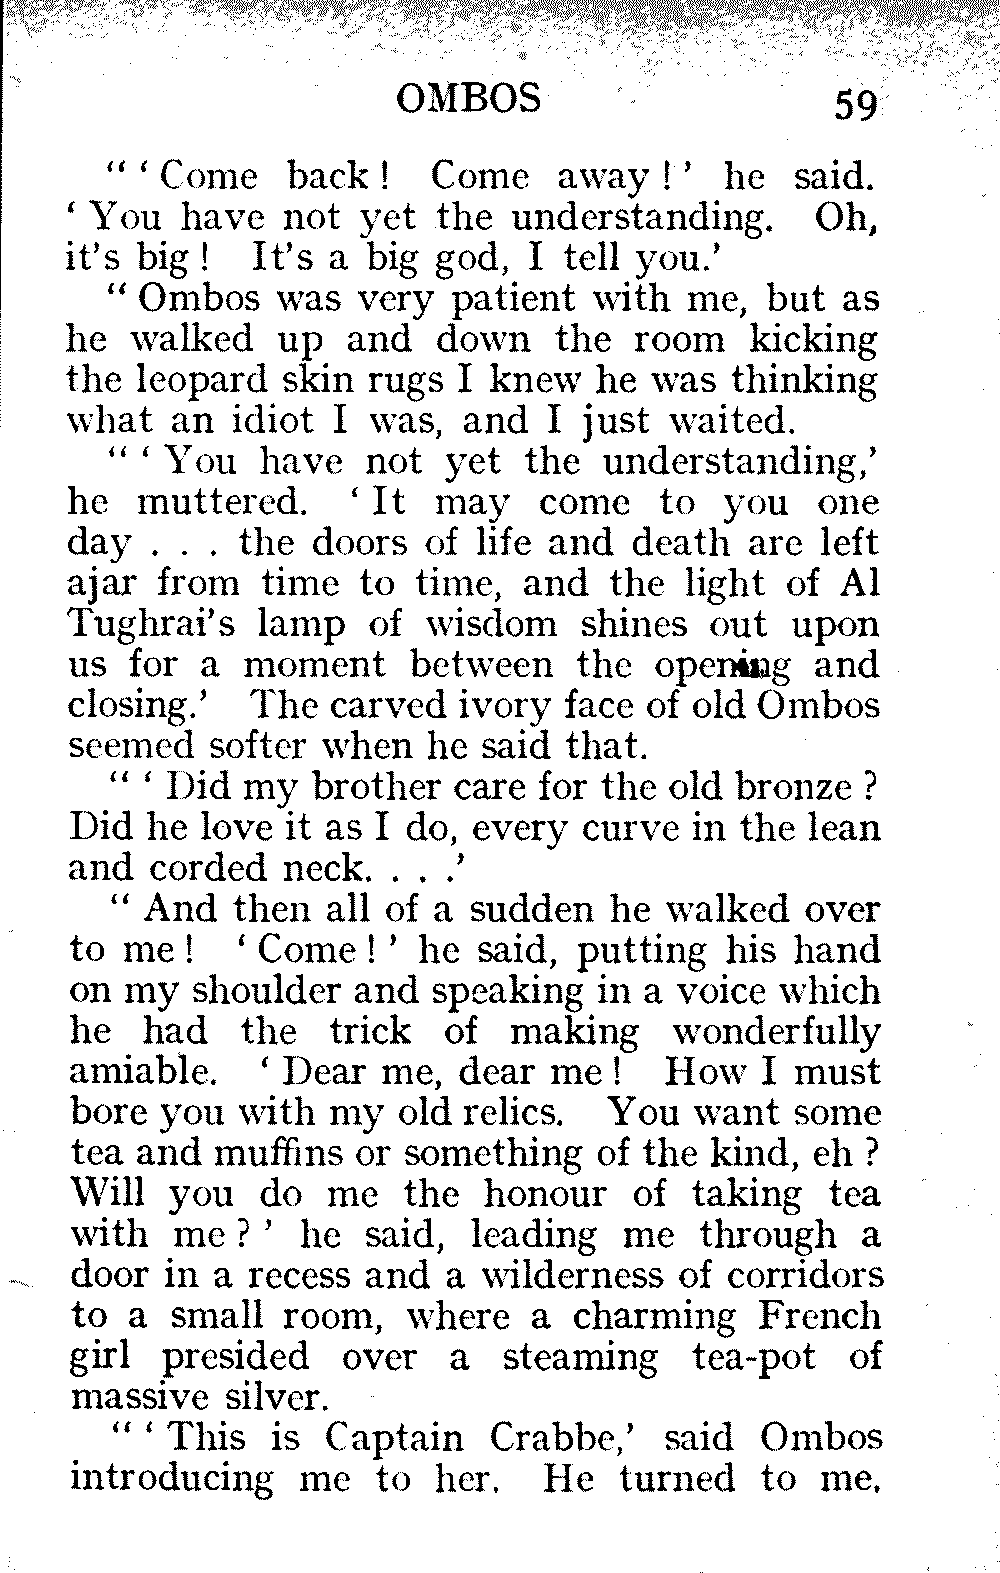 OMBOS 59
“ ‘ Come back ! Come away ! ’ he said.
‘ You have not yet the understanding. Oh,
it's big ! It's a big god, I tell you.’
“ Ombos was very patient with me, but as
he walked up and down the room kicking
the leopard skin rugs I knew he was thinking
what an idiot I was, and I just waited.
“ ‘ You have not yet the understanding,’
he muttered. ‘ It may come to you one
day . . . the doors of life and death are left
ajar from time to time, and the light of Al
Tughrai's lamp of wisdom shines out upon
us for a moment between the opening and
closing.’ The carved ivory face of old Ombos
seemed softer when he said that.
“ ‘ Did my brother care for the old bronze ?
Did he love it as I do, every curve in the lean
and corded neck. . . .’
“ And then all of a sudden he walked over
to me ! ‘ Come ! ’ he said, putting his hand
on my shoulder and speaking in a voice which
he had the trick of making wonderfully
amiable. ‘ Dear me, dear me ! How I must
bore you with my old relics. You want some
tea and muffins or something of the kind, eh ?
Will you do me the honour of taking tea
with me ? ’ he said, leading me through a
door in a recess and a wilderness of corridors
to a small room, where a charming French
girl presided over a steaming tea-pot of
massive silver.
“ ‘ This is Captain Crabbe,’ said Ombos
introducing me to her. He turned to me.